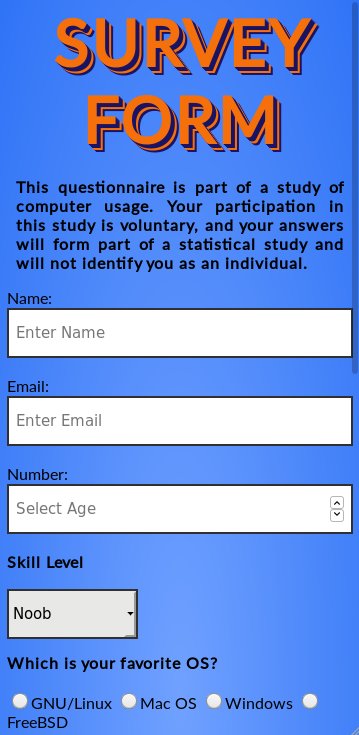 SURVEY
FORM
This questionnaire is part of a study of
computer usage. Your participation in
this study is voluntary, and your answers
will form part of a statistical study and
will not identify you as an individual.
Name:
Enter Name
Email:
Enter Email
Number:
Select Age
Skill Level
Noob
Which is your favorite OS?
GNU/Linux Mac OS Windows
FreeBSD